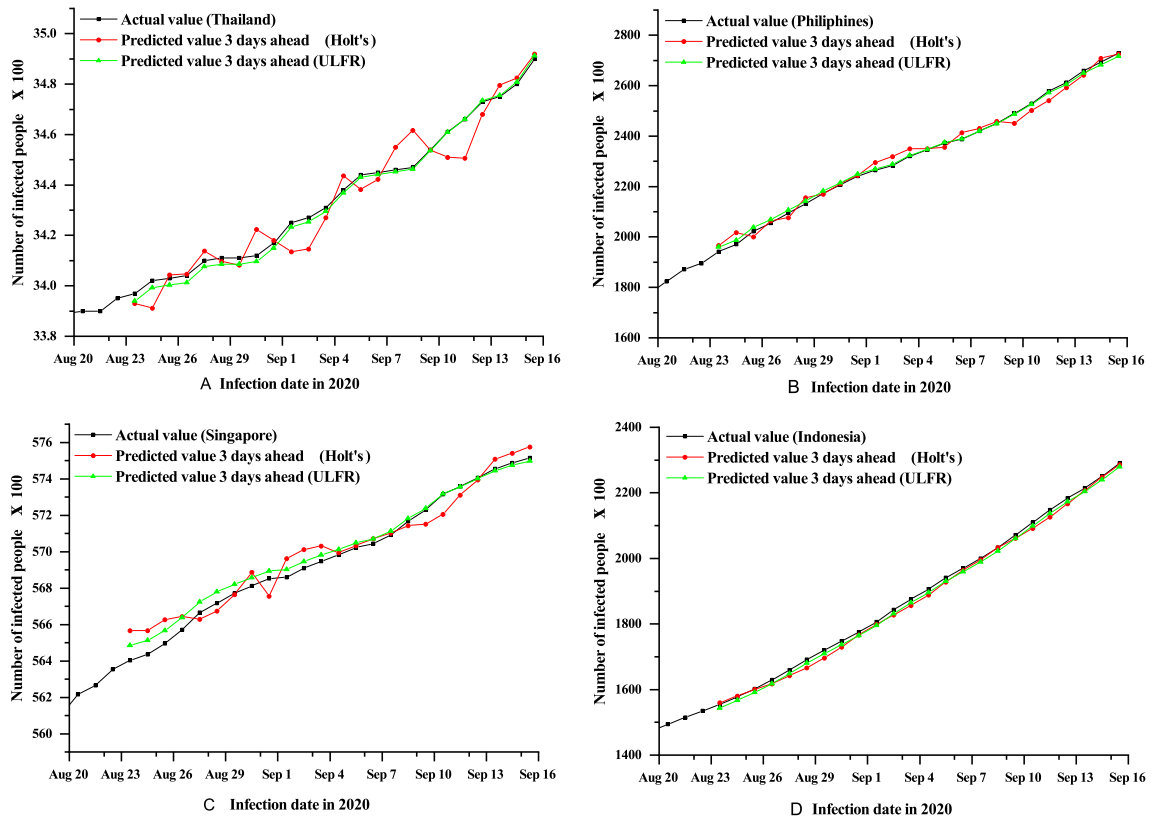 Actual value (Thailand)
Predicted value 3 days ahead (Holt's)
Predicted value 3 days ahead (ULFR)
Number of infected people X 100
35.0
34.8
34.6
34.4
34.2
34.0
33.8
Aug 20 Aug 23 Aug 26 Aug 29 Sep 1 Sep 4 Sep 7 Sep 10 Sep 13 Sep 16
A Infection date in 2020
Actual value (Philiphines)
Predicted value 3 days ahead (Holt's)
Predicted value 3 days ahead (ULFR)
Number of infected people X 100
2800
2600
2400
2200
2000
1800
1600
Aug 20 Aug 23 Aug 26 Aug 29 Sep 1 Sep 4 Sep 7 Sep 10 Sep 13 Sep 16
B Infection date in 2020
Actual value (Singapore)
Predicted value 3 days ahead (Holt's)
Predicted value 3 days ahead (ULFR)
Number of infected people X 100
576
574
572
570
568
566
564
562
560
Aug 20 Aug 23 Aug 26 Aug 29 Sep 1 Sep 4 Sep 7 Sep 10 Sep 13 Sep 16
C Infection date in 2020
Actual value (Indonesia)
Predicted value 3 days ahead (Holt's)
Predicted value 3 days ahead (ULFR)
Number of infected people X 100
2400
2200
2000
1800
1600
1400
Aug 20 Aug 23 Aug 26 Aug 29 Sep 1 Sep 4 Sep 7 Sep 10 Sep 13 Sep 16
D Infection date in 2020